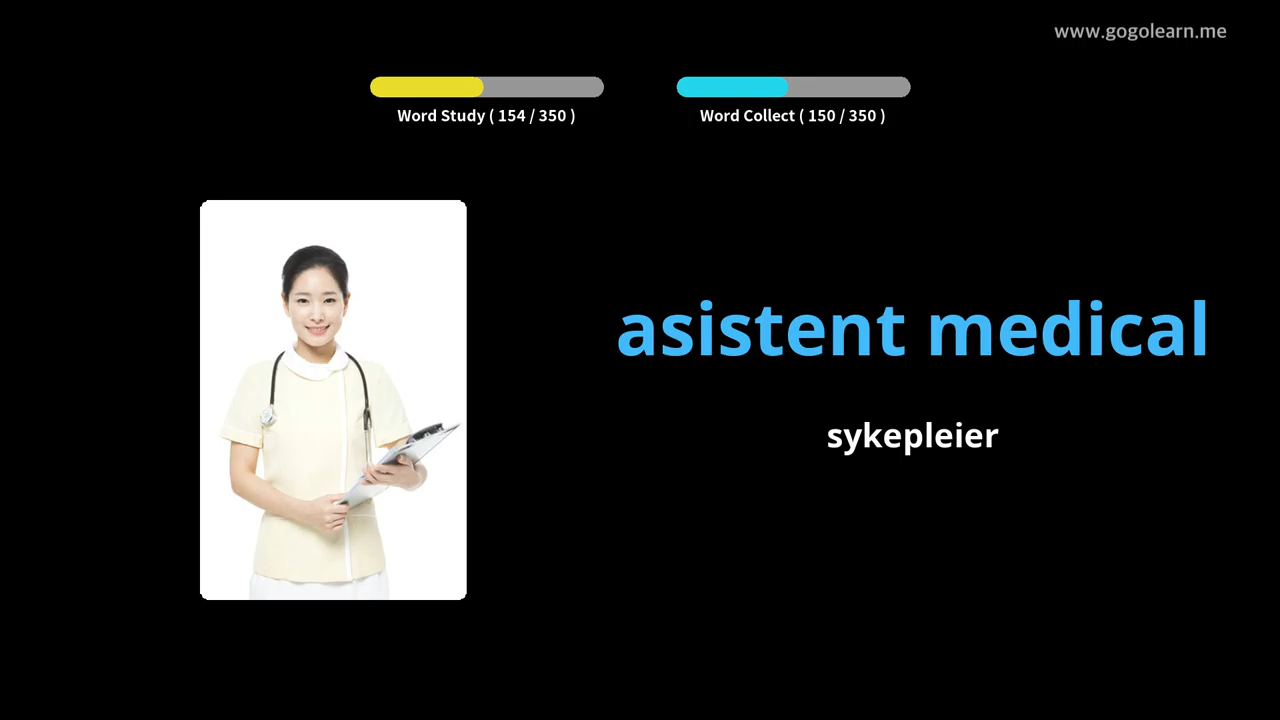 www.gogolearn.me
Word Study ( 154 / 350 )
Word Collect ( 150 / 350 )
asistent medical
sykepleier